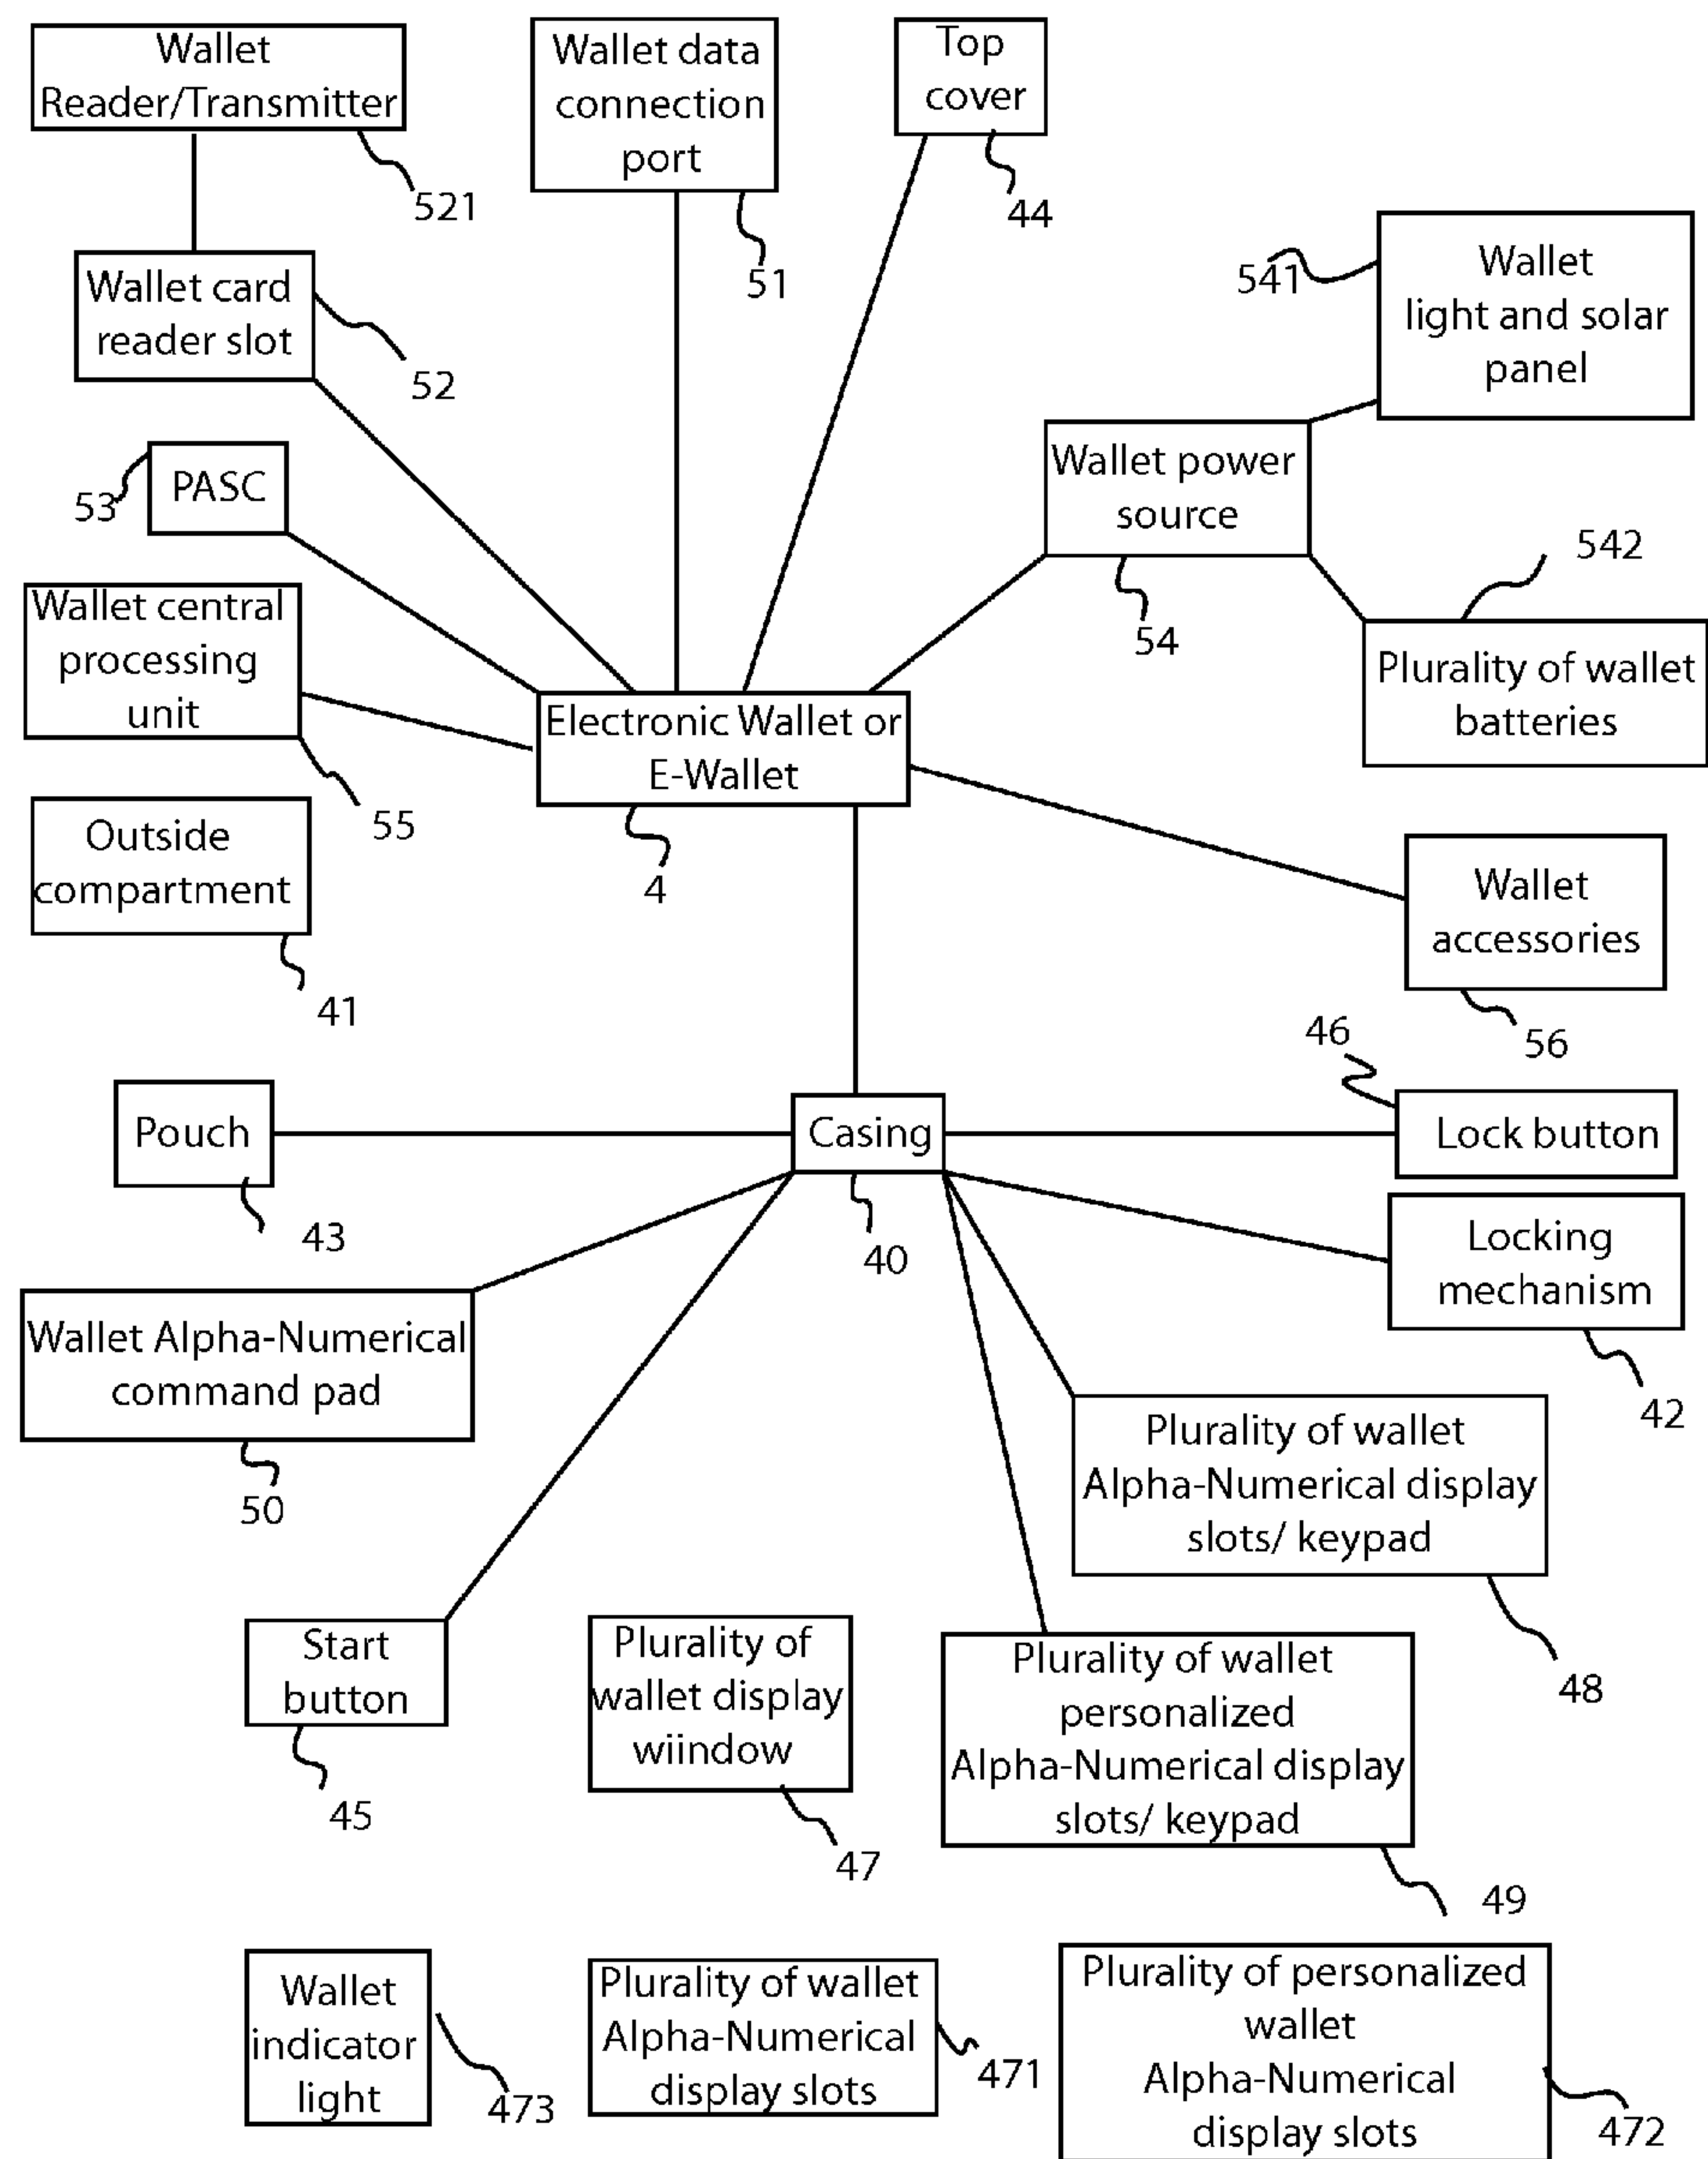 Wallet
Reader/Transmitter
521
Wallet data
connection
port
51
Top
cover
44
Wallet card
reader slot
52
541
Wallet
light and solar
panel
53
PASC
Wallet power
source
54
542
Plurality of wallet
batteries
Wallet central
processing
unit
55
Electronic Wallet or
E-Wallet
4
Outside
compartment
41
Wallet
accessories
56
46
Lock button
Pouch
43
Casing
40
Locking
mechanism
42
Wallet Alpha-Numerical
command pad
50
Plurality of wallet
Alpha-Numerical display
slots/ keypad
48
Start
button
45
Plurality of
wallet display
wiindow
47
Plurality of wallet
personalized
Alpha-Numerical display
slots/ keypad
49
Wallet
indicator
light
473
Plurality of wallet
Alpha-Numerical
display slots
471
Plurality of personalized
wallet
Alpha-Numerical
display slots
472